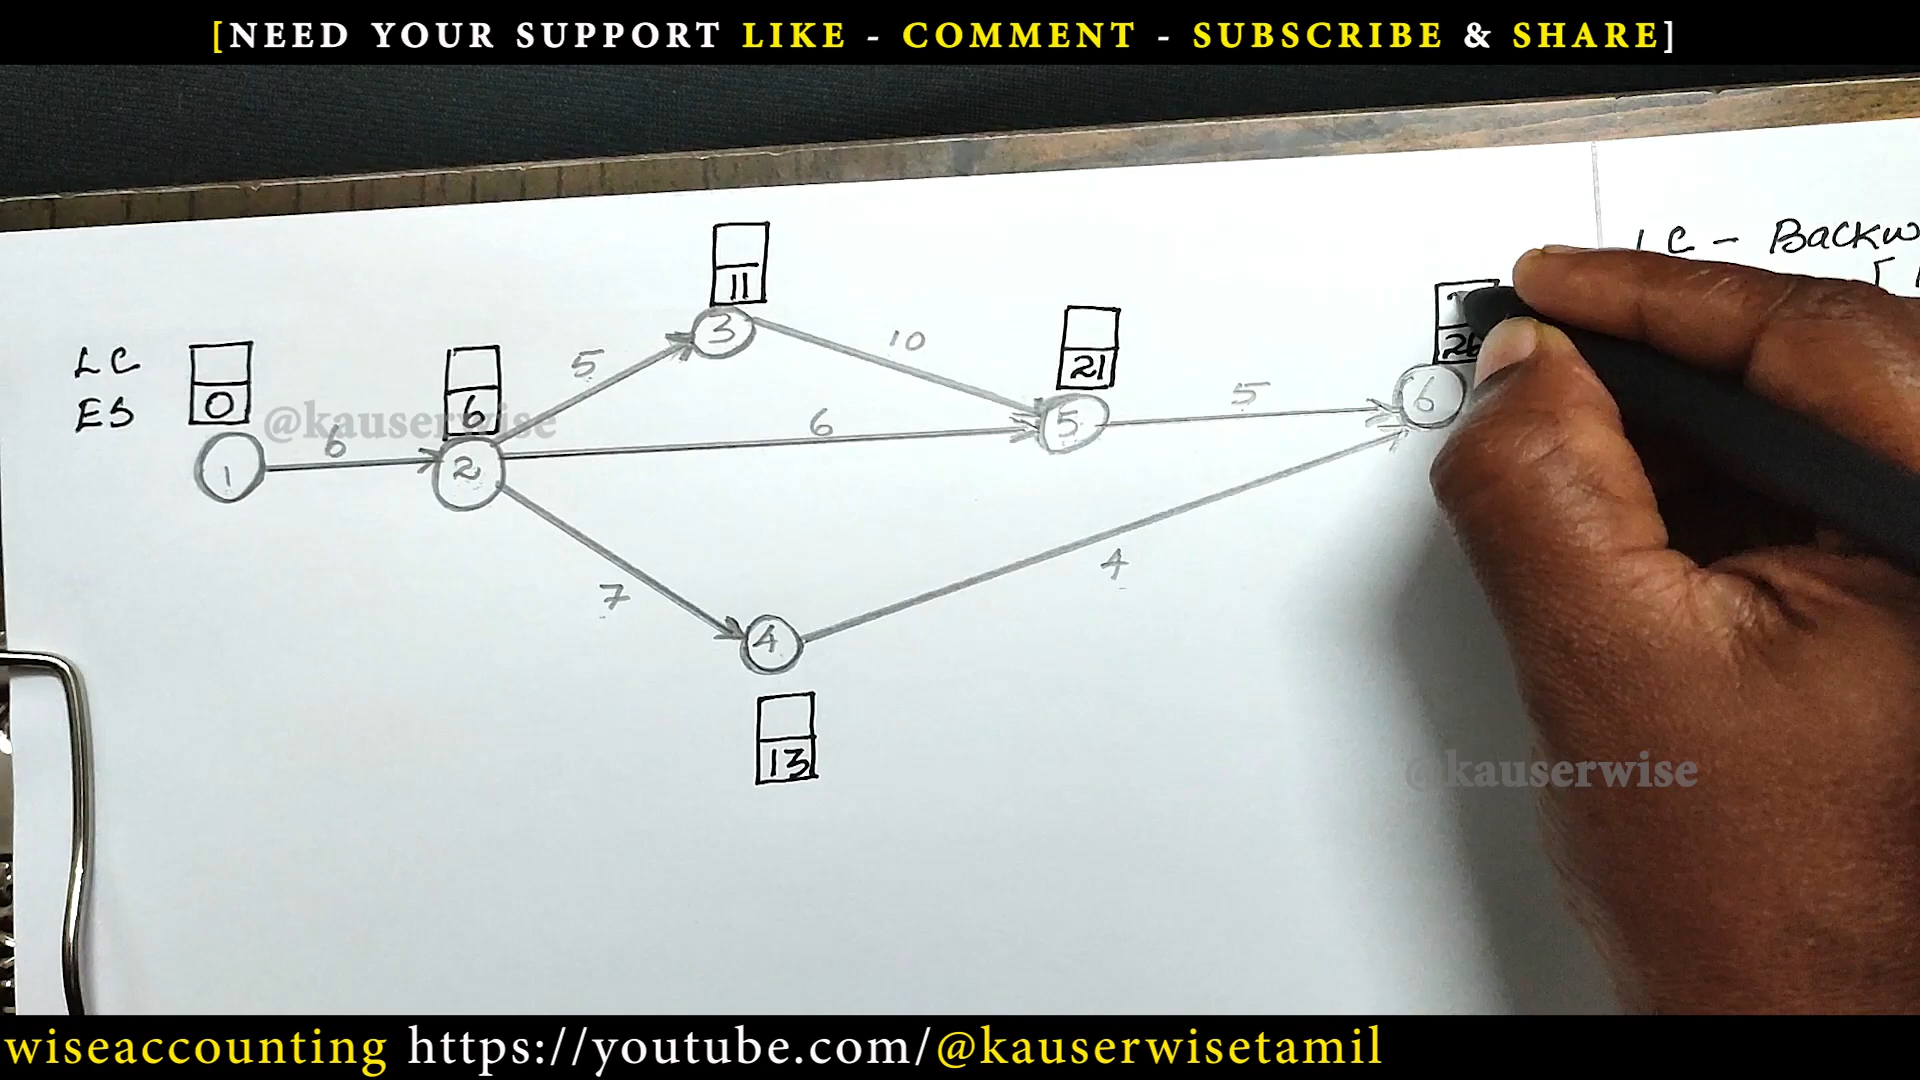 [NEED YOUR SUPPORT LIKE - COMMENT - SUBSCRIBE & SHARE]
LC - Backw
LC
ES
0
6
11
21
26
13
1
2
3
4
5
6
6
5
10
6
5
7
4
@kauserwise
@kauserwise
wiseaccounting https://youtube.com/@kauserwisetamil